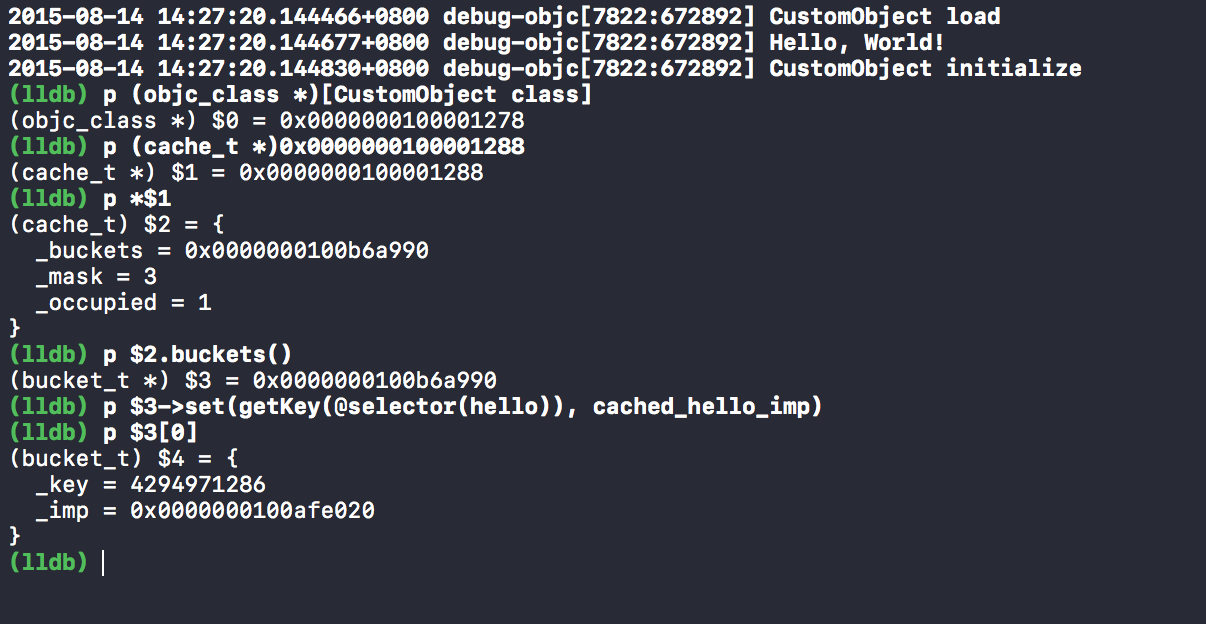 2015-08-14 14:27:20.144466+0800 debug-objc[7822:672892] CustomObject load
2015-08-14 14:27:20.144677+0800 debug-objc[7822:672892] Hello, World!
2015-08-14 14:27:20.144830+0800 debug-objc[7822:672892] CustomObject initialize
(lldb) p (objc_class *)[CustomObject class]
(objc_class *) $0 = 0x0000000100001278
(lldb) p (cache_t *)0x0000000100001288
(cache_t *) $1 = 0x0000000100001288
(lldb) p *$1
(cache_t) $2 = {
  _buckets = 0x0000000100b6a990
  _mask = 3
  _occupied = 1
}
(lldb) p $2.buckets()
(bucket_t *) $3 = 0x0000000100b6a990
(lldb) p $3->set(getKey(@selector(hello)), cached_hello_imp)
(lldb) p $3[0]
(bucket_t) $4 = {
  _key = 4294971286
  _imp = 0x0000000100afe020
}
(lldb)